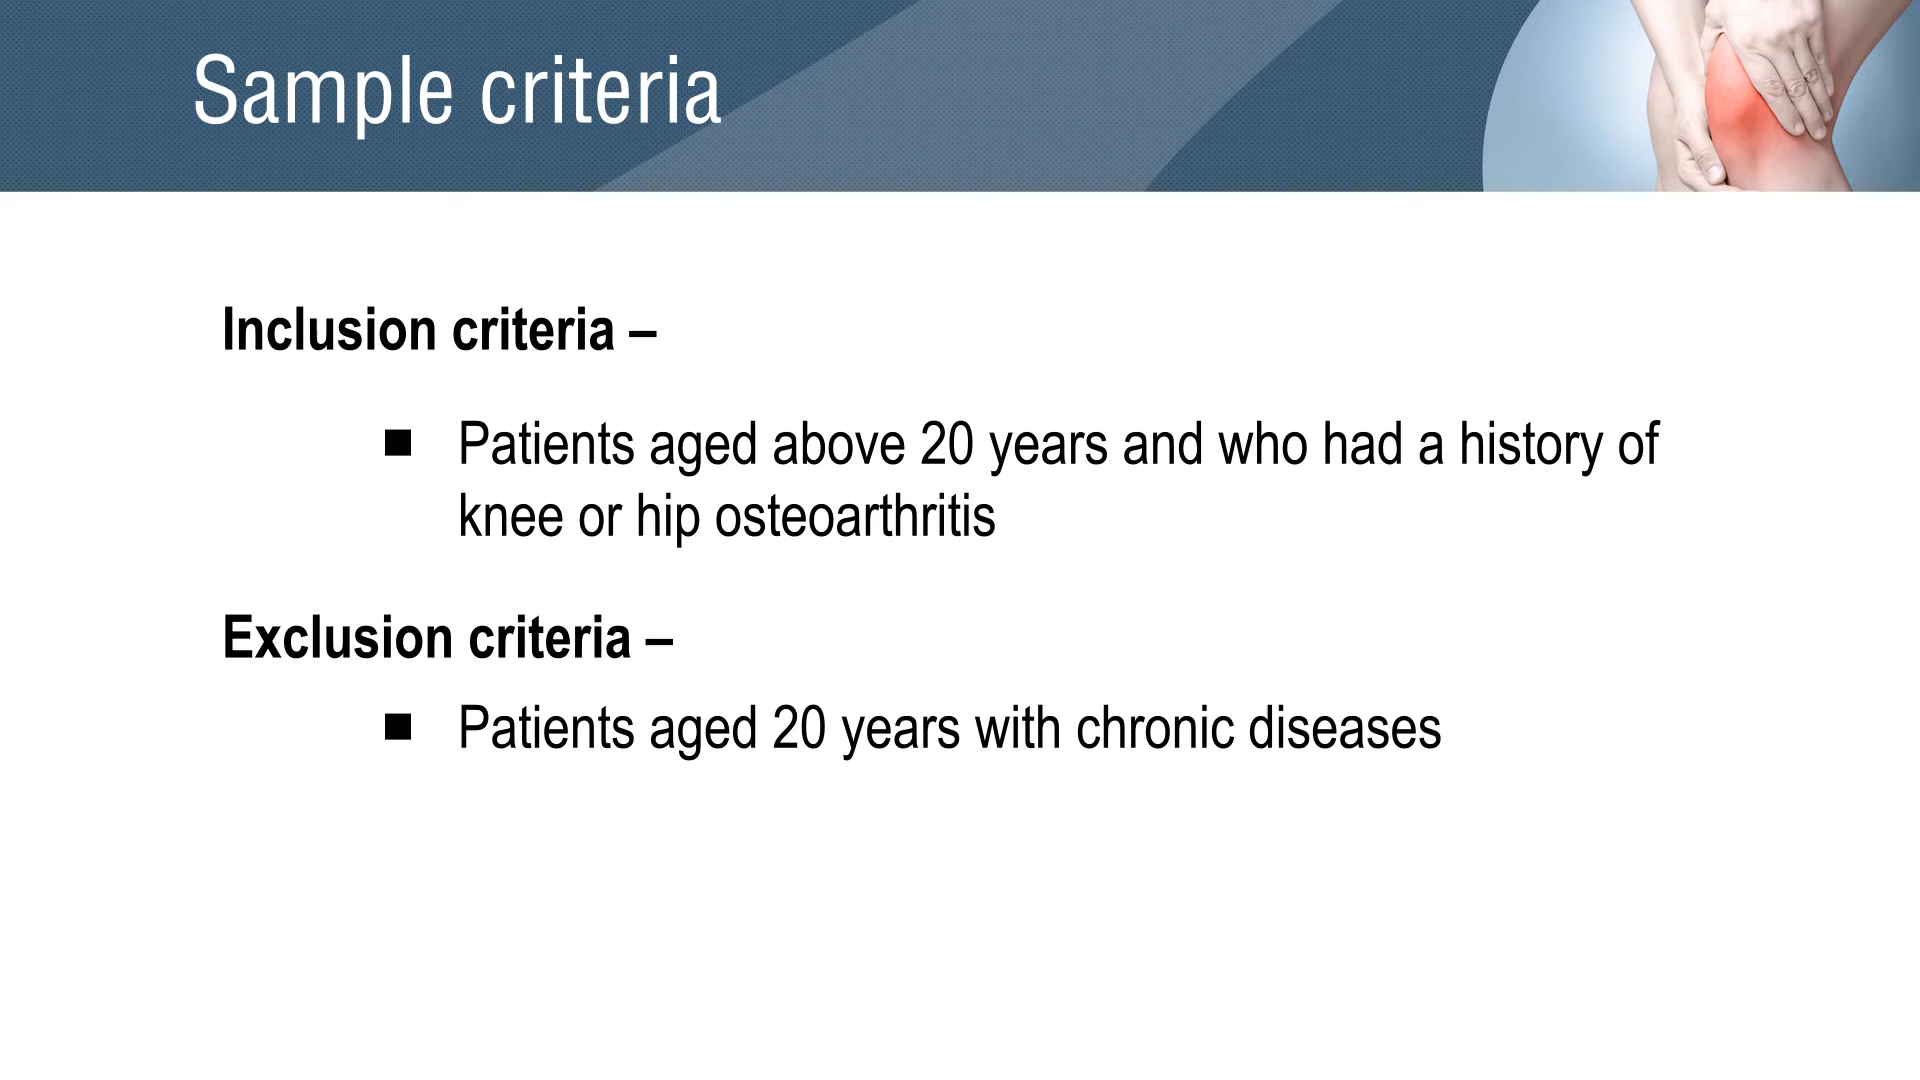 Sample criteria
Inclusion criteria –
■ Patients aged above 20 years and who had a history of
knee or hip osteoarthritis
Exclusion criteria –
■ Patients aged 20 years with chronic diseases